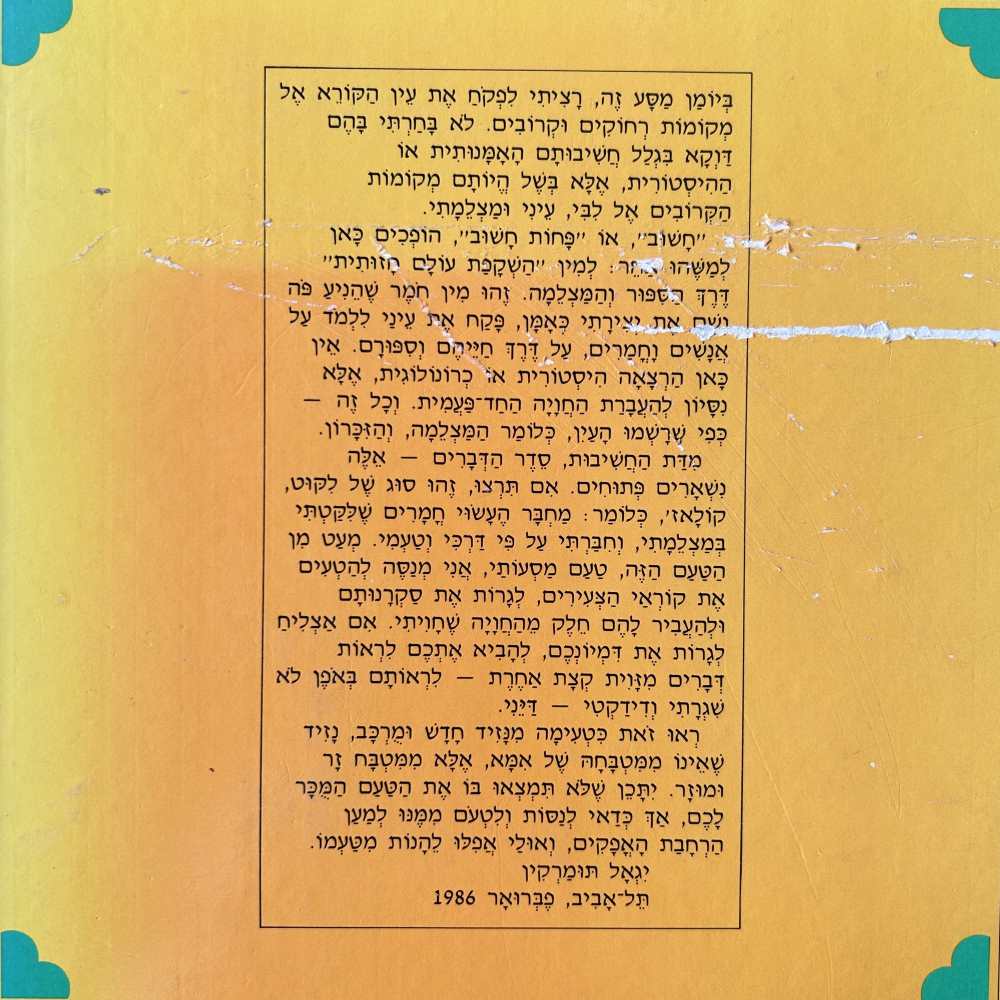 בְּיוֹמַן מַסָּע זֶה, רָצִיתִי לִפְקֹחַ אֶת עֵין הַקּוֹרֵא אֶל
מְקוֹמוֹת רְחוֹקִים וּקְרוֹבִים. לֹא בָּחַרְתִּי בָּהֶם
דַּוְקָא בִּגְלַל חֲשִׁיבוּתָם הָאֳמָנוּתִית אוֹ
הַהִיסְטוֹרִית, אֶלָּא בְּשֶׁל הֱיוֹתָם מְקוֹמוֹת
הַקְּרוֹבִים אֶל לִבִּי, עֵינִי וּמַצְלֵמָתִי.
״חָשׁוּב״, אוֹ ״פָּחוֹת חָשׁוּב״, הוֹפְכִים כָּאן
לְמַשֶּׁהוּ אַחֵר: לְמִין ״הַשְׁקָפַת עוֹלָם חָזוּתִית״
דֶּרֶךְ הַסִּפּוּר וְהַמַּצְלֵמָה. זֶהוּ מִין חֹמֶר שֶׁהֵנִיעַ פֹּה
וָשָׁם אֶת יְצִירָתִי כְּאָמָּן, פָּקַח אֶת עֵינַי לִלְמֹד עַל
אֲנָשִׁים וָחֳמָרִים, עַל דֶּרֶךְ חַיֵּיהֶם וְסִפּוּרָם. אֵין
כָּאן הַרְצָאָה הִיסְטוֹרִית אוֹ כְּרוֹנוֹלוֹגִית, אֶלָּא
נִסָּיוֹן לְהַעֲבָרַת הַחֲוָיָה הַחַד־פַּעֲמִית. וְכָל זֶה —
כְּפִי שֶׁרָשְׁמוּ הָעַיִן, כְּלוֹמַר הַמַּצְלֵמָה, וְהַזִּכָּרוֹן.
מִדַּת הַחֲשִׁיבוּת, סֵדֶר הַדְּבָרִים — אֵלֶּה
נִשְׁאָרִים פְּתוּחִים. אִם תִּרְצוּ, זֶהוּ סוּג שֶׁל לִקּוּט,
קוֹלָאז׳, כְּלוֹמַר: מַחְבָּר הֶעָשׂוּי חֳמָרִים שֶׁלִּקַּטְתִּי
בְּמַצְלֵמָתִי, וְחִבַּרְתִּי עַל פִּי דַּרְכִּי וְטַעְמִי. מְעַט מִן
הַטַּעַם הַזֶּה, טַעַם מַסְּעוֹתַי, אֲנִי מְנַסֶּה לְהַטְעִים
אֶת קוֹרְאַי הַצְּעִירִים, לְגָרוֹת אֶת סַקְרָנוּתָם
וּלְהַעֲבִיר לָהֶם חֵלֶק מֵהַחֲוָיָה שֶׁחָוִיתִי. אִם אַצְלִיחַ
לְגָרוֹת אֶת דִּמְיוֹנְכֶם, לְהָבִיא אֶתְכֶם לִרְאוֹת
דְּבָרִים מִזָּוִית קְצָת אַחֶרֶת — לִרְאוֹתָם בְּאֹפֶן לֹא
שִׁגְרָתִי וְדִידַקְטִי — דַּיֵּנִי.
רְאוּ זֹאת כִּטְעִימָה מִנָּזִיד חָדָשׁ וּמֻרְכָּב, נָזִיד
שֶׁאֵינוֹ מִמִּטְבָּחָהּ שֶׁל אִמָּא, אֶלָּא מִמִּטְבָּח זָר
וּמוּזָר. יִתָּכֵן שֶׁלֹּא תִּמְצְאוּ בּוֹ אֶת הַטַּעַם הַמֻּכָּר
לָכֶם, אַךְ כְּדַאי לְנַסּוֹת וְלִטְעֹם מִמֶּנּוּ לְמַעַן
הַרְחָבַת הָאֳפָקִים, וְאוּלַי אֲפִלּוּ לֵהָנוֹת מִטַּעְמוֹ.
יִגְאָל תּוּמַרְקִין
תֵּל־אָבִיב, פֶבְּרוּאָר 1986